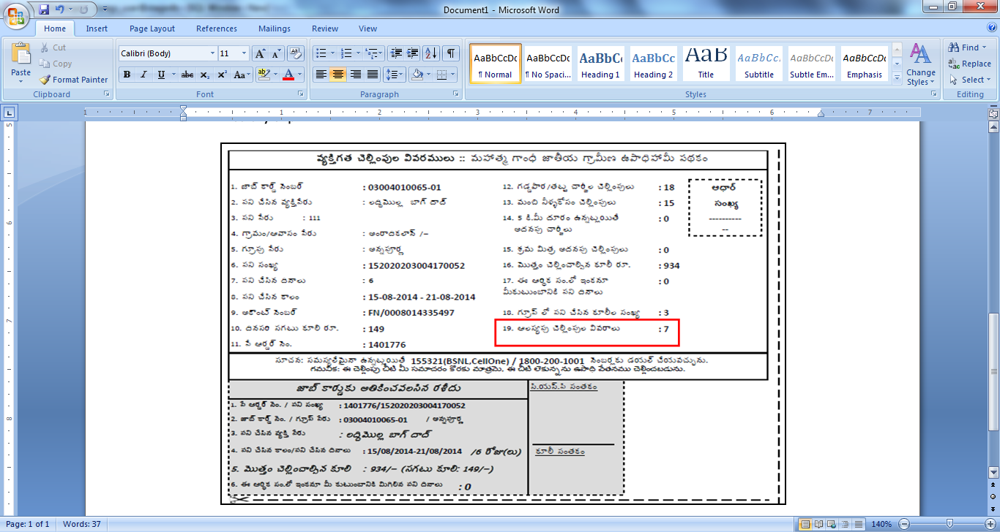 Document1 - Microsoft Word
Home Insert Page Layout References Mailings Review View
Paste
Cut
Copy
Format Painter
Clipboard
Calibri (Body) 11
Font
Paragraph
AaBbCcDc AaBbCcDc AaBbC AaBbCc AaB AaBbCc. AaBbCcDc AaBbCcDc
¶ Normal ¶ No Spaci... Heading 1 Heading 2 Title Subtitle Subtle Em... Emphasis
Change Styles
Styles
Find
Replace
Select
Editing
వ్యక్తిగత చెల్లింపుల వివరములు :: మహాత్మ గాంధి జాతీయ గ్రామీణ ఉపాధిహామీ పథకం
1. జాబ్ కార్డ్ నెంబర్ : 03004010065-01
2. పని చేసిన వ్యక్తిపేరు : లద్దిమొల్ల బాగ్ దాద్
3. పని పేరు : 111
4. గ్రామం/ఆవాసం పేరు : అంరాదికలాన్ /-
5. గ్రూపు పేరు : అన్నపూర్ణ
6. పని సంఖ్య : 152020203004170052
7. పని చేసిన దినాలు : 6
8. పని చేసిన కాలం : 15-08-2014 - 21-08-2014
9. అకౌంట్ నెంబర్ : FN/0008014335497
10. దినసరి సగటు కూలి రూ. : 149
11. పే ఆర్డర్ నెం. : 1401776
12. గడ్డపార/తట్ట చార్జీల చెల్లింపులు : 18
13. మంచి నీళ్ళకోసం చెల్లింపులు : 15
14. 5 కి.మీ దూరం ఉన్నట్లయితే : 0
అదనపు చార్జీలు
15. శ్రమ మిత్ర అదనపు చెల్లింపులు : 0
16. మొత్తం చెల్లించాల్సిన కూలీ రూ. : 934
17. ఈ ఆర్థిక సం.లో ఇంకనూ : 0
మీకుటుంబానికి పని దినాలు
18. గ్రూప్ లో పని చేసిన కూలీల సంఖ్య : 3
19. ఆలస్యపు చెల్లింపుల వివరాలు : 7
ఆధార్
సంఖ్య
----------
--
సూచన: సమస్యలేమైనా ఉన్నట్లయితే 155321(BSNL,CellOne) / 1800-200-1001 నెంబర్లకు డయల్ చేయవచ్చును.
గమనిక: ఈ చెల్లింపు చీటి మీ సమాచారం కొరకు మాత్రమే. ఈ చీటి లేకున్నను ఉపాధి వేతనము చెల్లించబడును.
జాబ్ కార్డుకు అతికించవలసిన రశీదు
1. పే ఆర్డర్ నెం. / పని సంఖ్య : 1401776/152020203004170052
2. జాబ్ కార్డ్ నెం. / గ్రూప్ పేరు : 03004010065-01 / అన్నపూర్ణ
3. పని చేసిన వ్యక్తి పేరు : లద్దిమొల్ల బాగ్ దాద్
4. పని చేసిన కాలం/పని చేసిన దినాలు : 15/08/2014-21/08/2014 /6 రోజు(లు)
5. మొత్తం చెల్లించాల్సిన కూలి : 934/- (సగటు కూలి: 149/-)
6. ఈ ఆర్థిక సం.లో ఇంకనూ మీ కుటుంబానికి మిగిలిన పని దినాలు : 0
సి.యస్.పి సంతకం
కూలీ సంతకం
Page: 1 of 1 Words: 37 140%